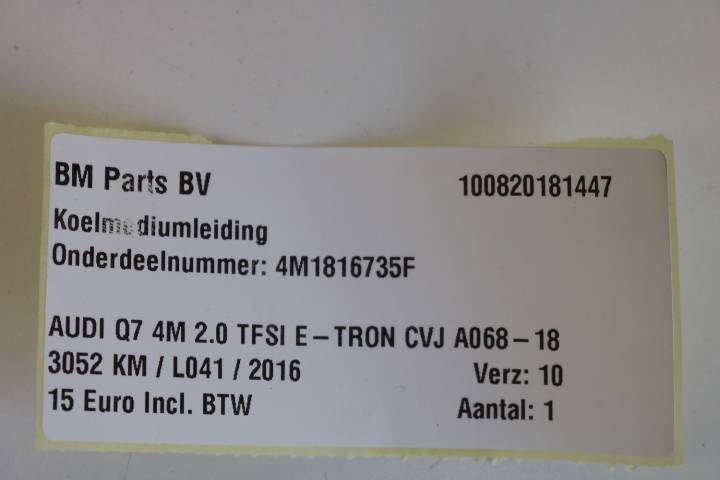 BM Parts BV 100820181447
Koelmediumleiding
Onderdeelnummer: 4M1816735F
AUDI Q7 4M 2.0 TFSI E-TRON CVJ A068-18
3052 KM / L041 / 2016 Verz: 10
15 Euro Incl. BTW Aantal: 1